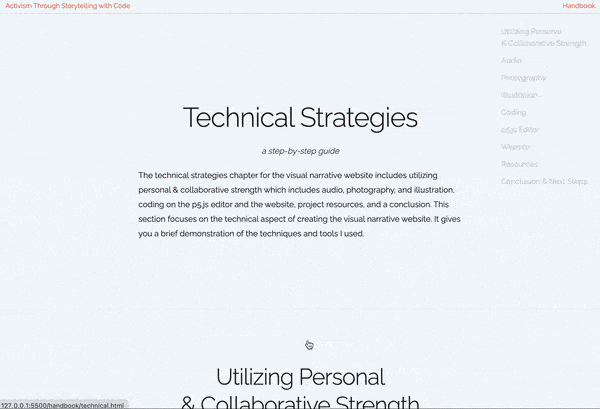 Activism Through Storytelling with Code
Handbook.
Utilizing Personal
& Collaborative Strength
Audio
Photography
Illustration
Coding
p5.js Editor
Website
Resources
Conclusion & Next Steps
Technical Strategies
a step-by-step guide
The technical strategies chapter for the visual narrative website includes utilizing
personal & collaborative strength which includes audio, photography, and illustration,
coding on the p5.js editor and the website, project resources, and a conclusion. This
section focuses on the technical aspect of creating the visual narrative website. It gives
you a brief demonstration of the techniques and tools I used.
Utilizing Personal
& Collaborative Strength
127.0.0.1:5500/handbook/technical.html